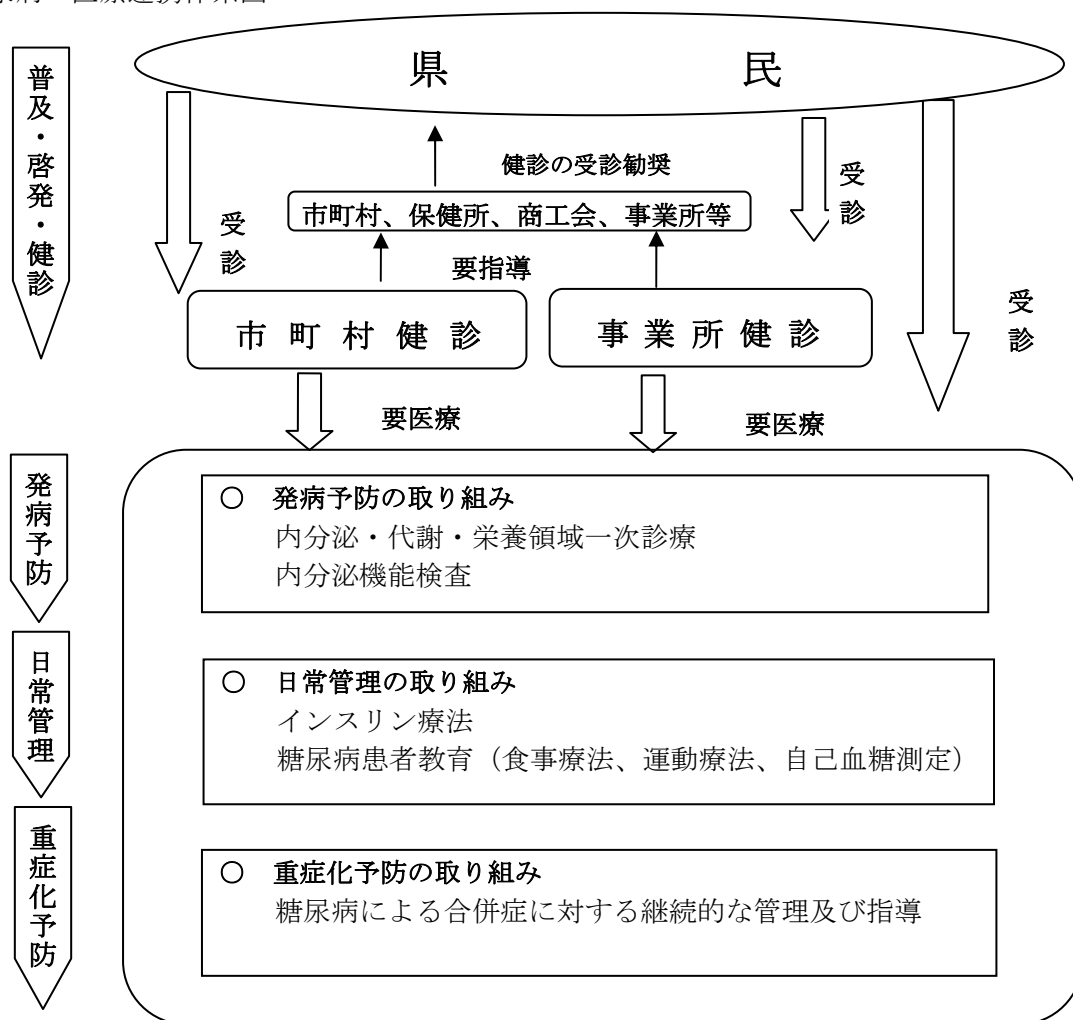 県 民
普及・啓発・健診
健診の受診勧奨
受診
市町村、保健所、商工会、事業所等
受診
要指導
市町村健診
事業所健診
受診
要医療
要医療
発病予防
○ 発病予防の取り組み
内分泌・代謝・栄養領域一次診療
内分泌機能検査
日常管理
○ 日常管理の取り組み
インスリン療法
糖尿病患者教育（食事療法、運動療法、自己血糖測定）
重症化予防
○ 重症化予防の取り組み
糖尿病による合併症に対する継続的な管理及び指導